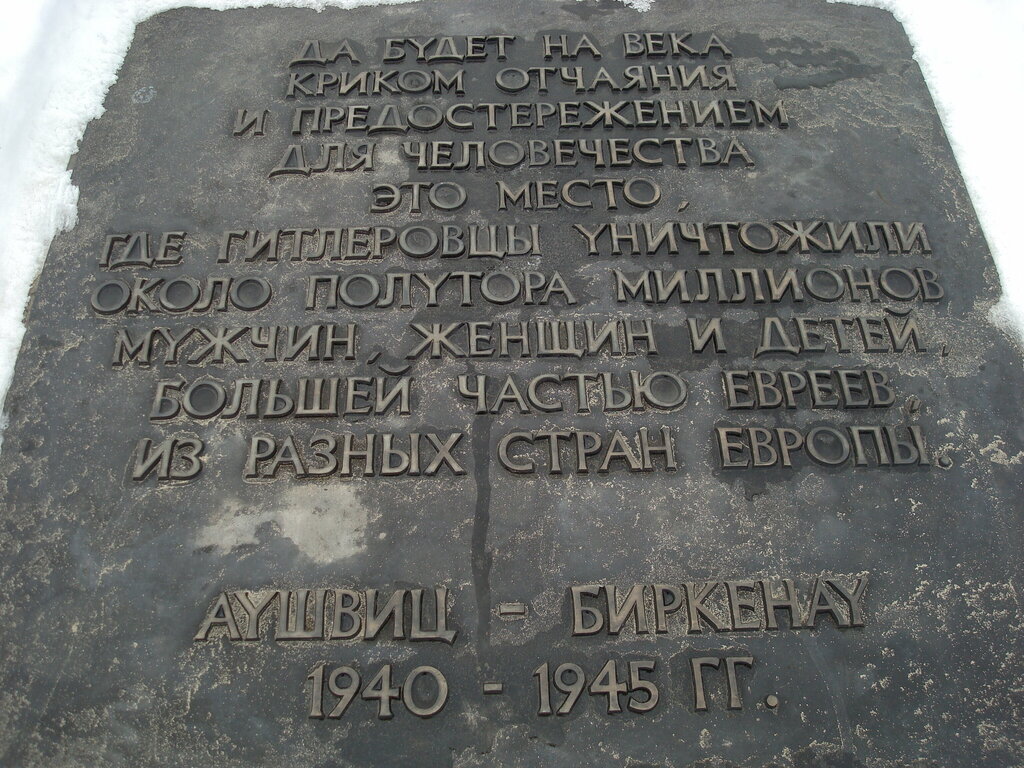 ДА БУДЕТ НА ВЕКА
КРИКОМ ОТЧАЯНИЯ
И ПРЕДОСТЕРЕЖЕНИЕМ
ДЛЯ ЧЕЛОВЕЧЕСТВА
ЭТО МЕСТО,
ГДЕ ГИТЛЕРОВЦЫ УНИЧТОЖИЛИ
ОКОЛО ПОЛУТОРА МИЛЛИОНОВ
МУЖЧИН, ЖЕНЩИН И ДЕТЕЙ,
БОЛЬШЕЙ ЧАСТЬЮ ЕВРЕЕВ,
ИЗ РАЗНЫХ СТРАН ЕВРОПЫ.
АУШВИЦ - БИРКЕНАУ
1940 - 1945 ГГ.